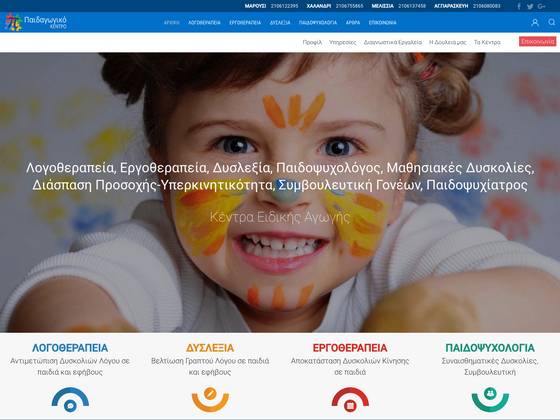 ΜΑΡΟΥΣΙ 2106122395 ΧΑΛΑΝΔΡΙ 2106755865 ΜΕΛΙΣΣΙΑ 2106137458 ΑΓ.ΠΑΡΑΣΚΕΥΗ 2106080083
Παιδαγωγικό
ΚΕΝΤΡΟ
ΑΡΧΙΚΗ ΛΟΓΟΘΕΡΑΠΕΙΑ ΕΡΓΟΘΕΡΑΠΕΙΑ ΔΥΣΛΕΞΙΑ ΠΑΙΔΟΨΥΧΟΛΟΓΙΑ ΑΡΘΡΑ ΕΠΙΚΟΙΝΩΝΙΑ
Προφίλ Υπηρεσίες Διαγνωστικά Εργαλεία Η Δουλειά μας Τα Κέντρα Επικοινωνία
Λογοθεραπεία, Εργοθεραπεία, Δυσλεξία, Παιδοψυχολόγος, Μαθησιακές Δυσκολίες,
Διάσπαση Προσοχής-Υπερκινητικότητα, Συμβουλευτική Γονέων, Παιδοψυχίατρος
Κέντρα Ειδικής Αγωγής
ΛΟΓΟΘΕΡΑΠΕΙΑ ΔΥΣΛΕΞΙΑ ΕΡΓΟΘΕΡΑΠΕΙΑ ΠΑΙΔΟΨΥΧΟΛΟΓΙΑ
Αντιμετώπιση Δυσκολιών Λόγου σε Βελτίωση Γραπτού Λόγου σε παιδιά Αποκατάσταση Δυσκολιών Κίνησης Συναισθηματικές Δυσκολίες,
παιδιά και εφήβους και εφήβους σε παιδιά Συμβουλευτική